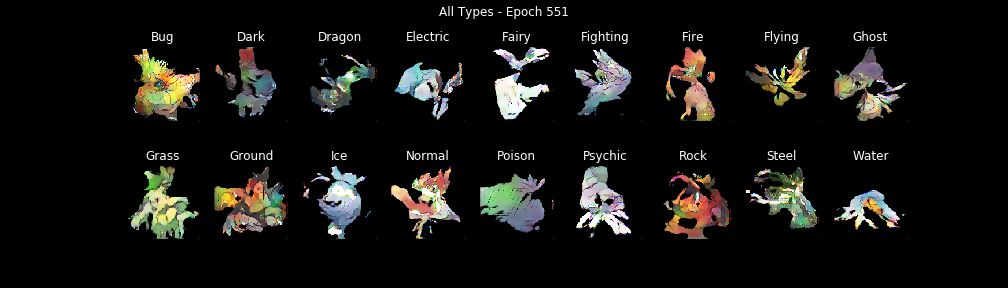 All Types - Epoch 551
Bug Dark Dragon Electric Fairy Fighting Fire Flying Ghost
Grass Ground Ice Normal Poison Psychic Rock Steel Water